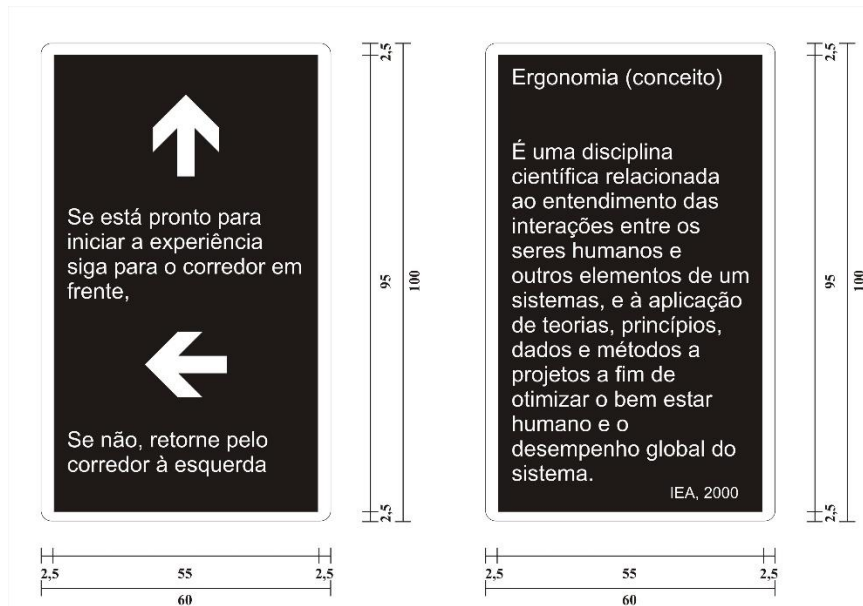 Se está pronto para
iniciar a experiência
siga para o corredor em
frente,
Se não, retorne pelo
corredor à esquerda
2,5
95
2,5
100
2,5
55
2,5
60
Ergonomia (conceito)
É uma disciplina
científica relacionada
ao entendimento das
interações entre os
seres humanos e
outros elementos de um
sistemas, e à aplicação
de teorias, princípios,
dados e métodos a
projetos a fim de
otimizar o bem estar
humano e o
desempenho global do
sistema.
IEA, 2000
2,5
95
2,5
100
2,5
55
2,5
60